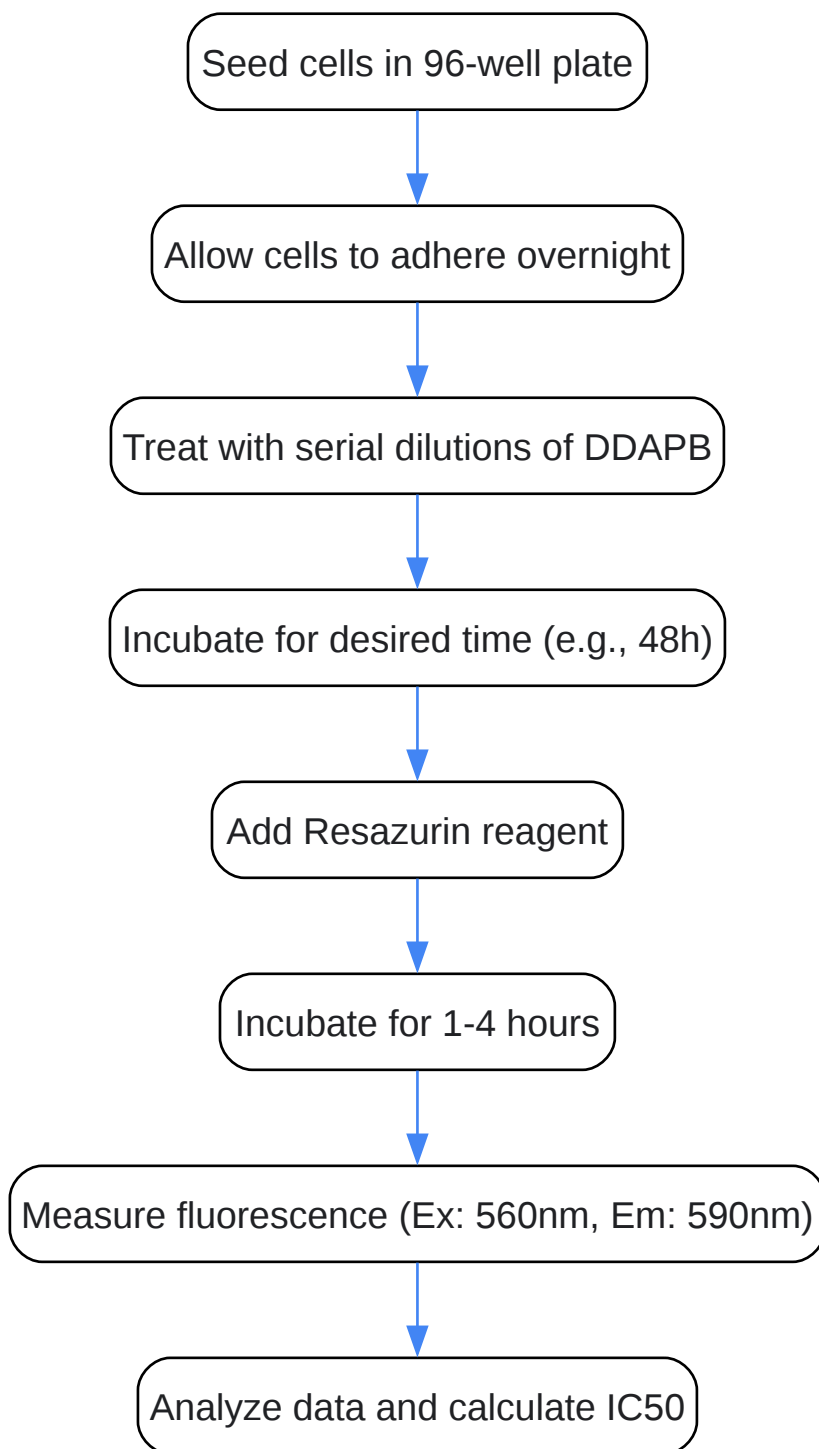 Seed cells in 96-well plate
Allow cells to adhere overnight
Treat with serial dilutions of DDAPB
Incubate for desired time (e.g., 48h)
Add Resazurin reagent
Incubate for 1-4 hours
Measure fluorescence (Ex: 560nm, Em: 590nm)
Analyze data and calculate IC50